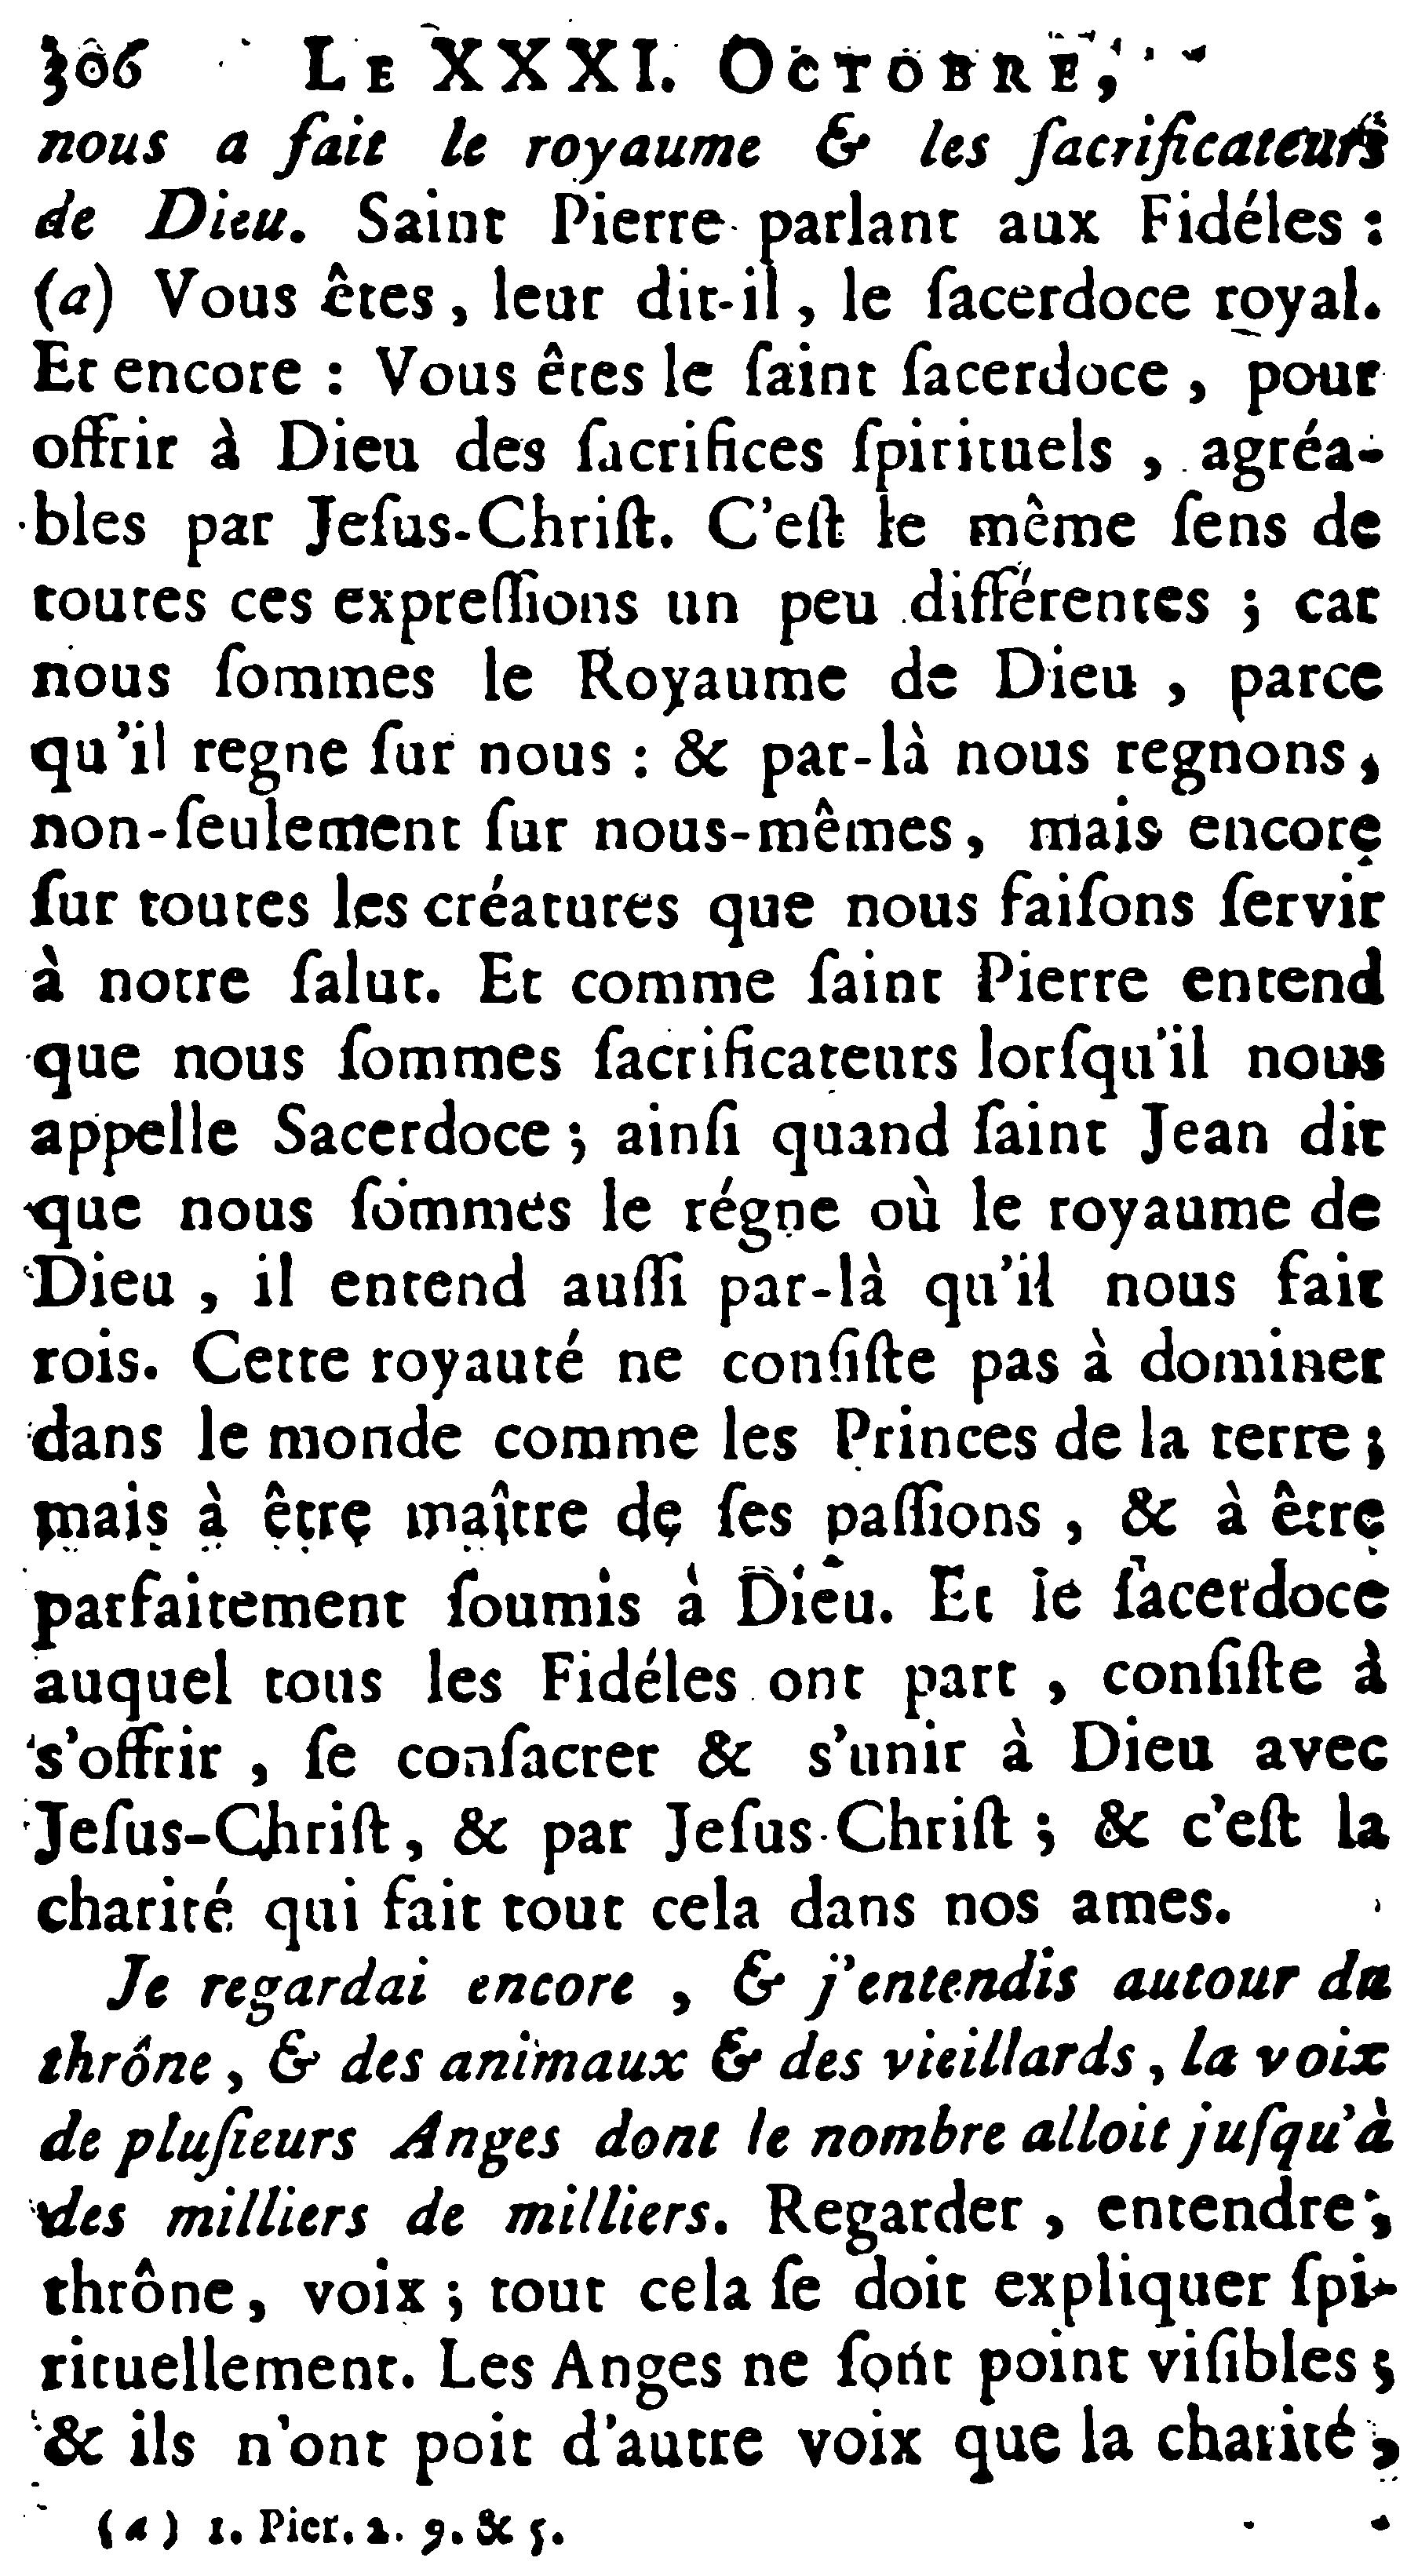 306 LE XXXI. OCTOBRE,
nous a fait le royaume & les ſacrificateurs
de Dieu. Saint Pierre parlant aux Fidéles :
(a) Vous êtes, leur dit-il, le ſacerdoce royal.
Et encore : Vous êtes le ſaint ſacerdoce, pour
offrir à Dieu des ſacrifices ſpirituels, agréa-
bles par Jeſus-Chriſt. C'eſt le même ſens de
toutes ces expreſſions un peu différentes ; car
nous ſommes le Royaume de Dieu, parce
qu'il regne ſur nous : & par-là nous regnons,
non-ſeulement ſur nous-mêmes, mais encore
ſur toutes les créatures que nous faiſons ſervir
à notre ſalut. Et comme ſaint Pierre entend
que nous ſommes ſacrificateurs lorſqu'il nous
appelle Sacerdoce ; ainſi quand ſaint Jean dit
que nous ſommes le régne où le royaume de
Dieu, il entend auſſi par-là qu'il nous fait
rois. Cette royauté ne conſiſte pas à dominer
dans le monde comme les Princes de la terre ;
mais à être maître de ſes paſſions, & à être
parfaitement ſoumis à Dieu. Et le ſacerdoce
auquel tous les Fidéles ont part, conſiſte à
s'offrir, ſe conſacrer & s'unir à Dieu avec
Jeſus-Chriſt, & par Jeſus-Chriſt ; & c'eſt la
charité qui fait tout cela dans nos ames.
Je regardai encore, & j'entendis autour du
thrône, & des animaux & des vieillards, la voix
de pluſieurs Anges dont le nombre alloit juſqu'à
des milliers de milliers. Regarder, entendre,
thrône, voix ; tout cela ſe doit expliquer ſpi-
rituellement. Les Anges ne ſont point viſibles ;
& ils n'ont poit d'autre voix que la charité,
(a) 1. Pier. 2. 9. & 5.